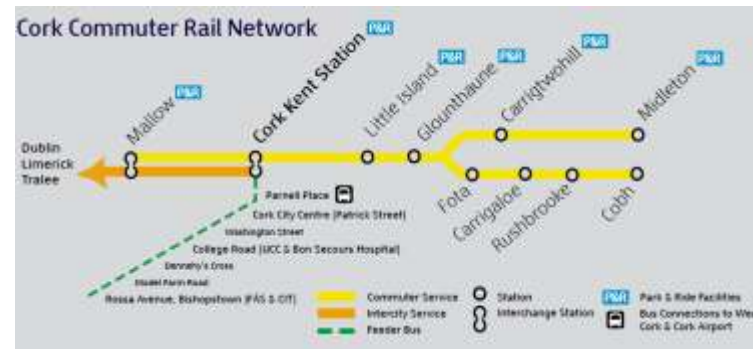 Cork Commuter Rail Network
P&R
Mallow P&R
Cork Kent Station
Little Island P&R
Glounthaune P&R
Carrigtwohill P&R
Midleton P&R
Dublin
Limerick
Tralee
Fota
Carrigaloe
Rushbrooke
Cobh
Parnell Place
Cork City Centre (Patrick Street)
Washington Street
College Road (UCC & Bon Secours Hospital)
Dennehy's Cross
Model Farm Road
Rossa Avenue, Bishopstown (FÁS & CIT)
Commuter Service
Intercity Service
Feeder Bus
Station
Interchange Station
P&R Park & Ride Facilities
Bus Connections to We
Cork & Cork Airport